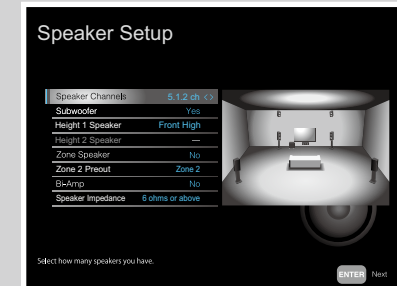 Speaker Setup
Speaker Channels 5.1.2 ch <>
Subwoofer Yes
Height 1 Speaker Front High
Height 2 Speaker —
Zone Speaker No
Zone 2 Preout Zone 2
Bi-Amp No
Speaker Impedance 6 ohms or above
Select how many speakers you have.
ENTER Next